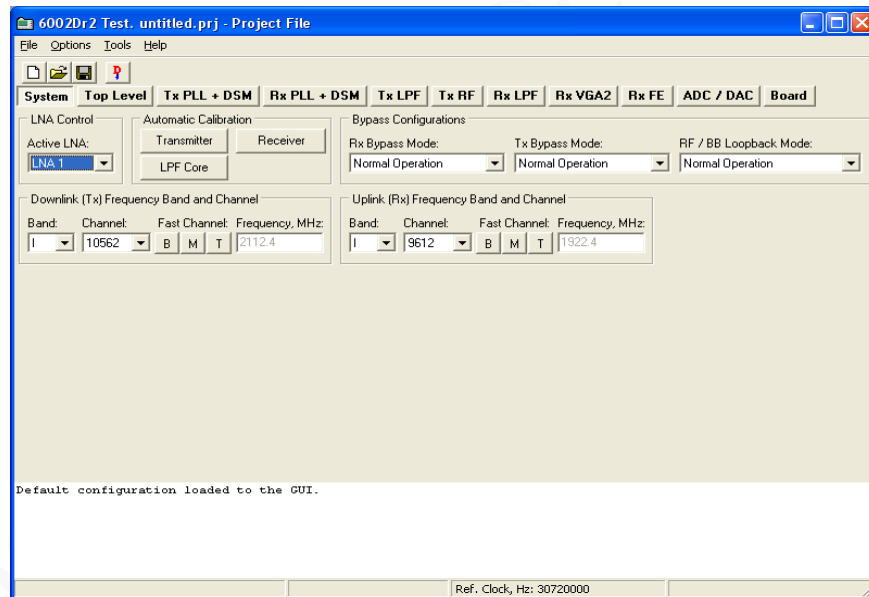 6002Dr2 Test. untitled.prj - Project File
File Options Tools Help
System Top Level Tx PLL + DSM Rx PLL + DSM Tx LPF Tx RF Rx LPF Rx VGA2 Rx FE ADC / DAC Board
LNA Control Automatic Calibration Bypass Configurations
Active LNA: Transmitter Receiver Rx Bypass Mode: Tx Bypass Mode: RF / BB Loopback Mode:
LNA 1 LPF Core Normal Operation Normal Operation Normal Operation
Downlink (Tx) Frequency Band and Channel Uplink (Rx) Frequency Band and Channel
Band: Channel: Fast Channel: Frequency, MHz: Band: Channel: Fast Channel: Frequency, MHz:
I 10562 B M T 2112.4 I 9612 B M T 1922.4
Default configuration loaded to the GUI.
Ref. Clock, Hz: 30720000